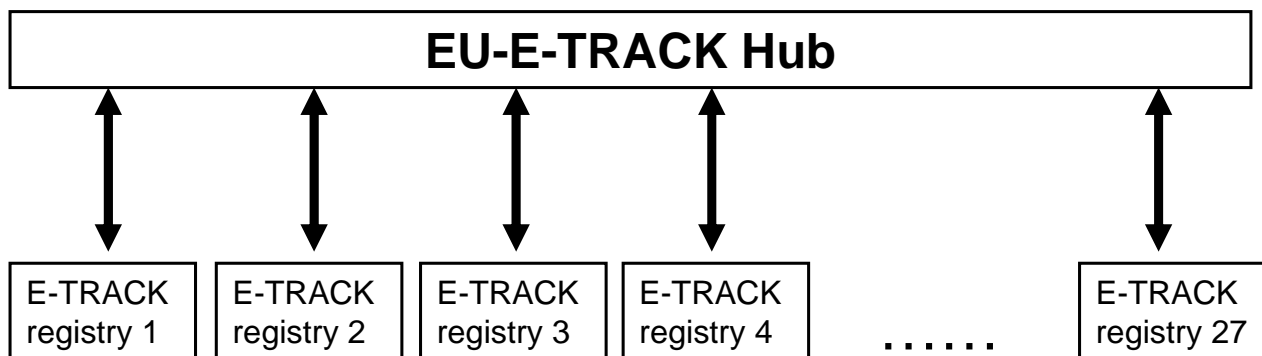 EU-E-TRACK Hub
E-TRACK
registry 1
E-TRACK
registry 2
E-TRACK
registry 3
E-TRACK
registry 4
......
E-TRACK
registry 27